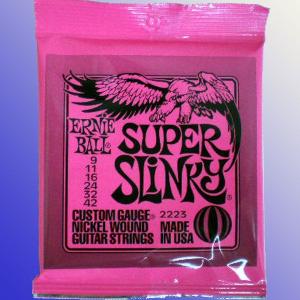 ERNIE BALL
SUPER SLINKY
9
11
16
24
32
42
CUSTOM GAUGE 2223
NICKEL WOUND MADE
GUITAR STRINGS IN USA